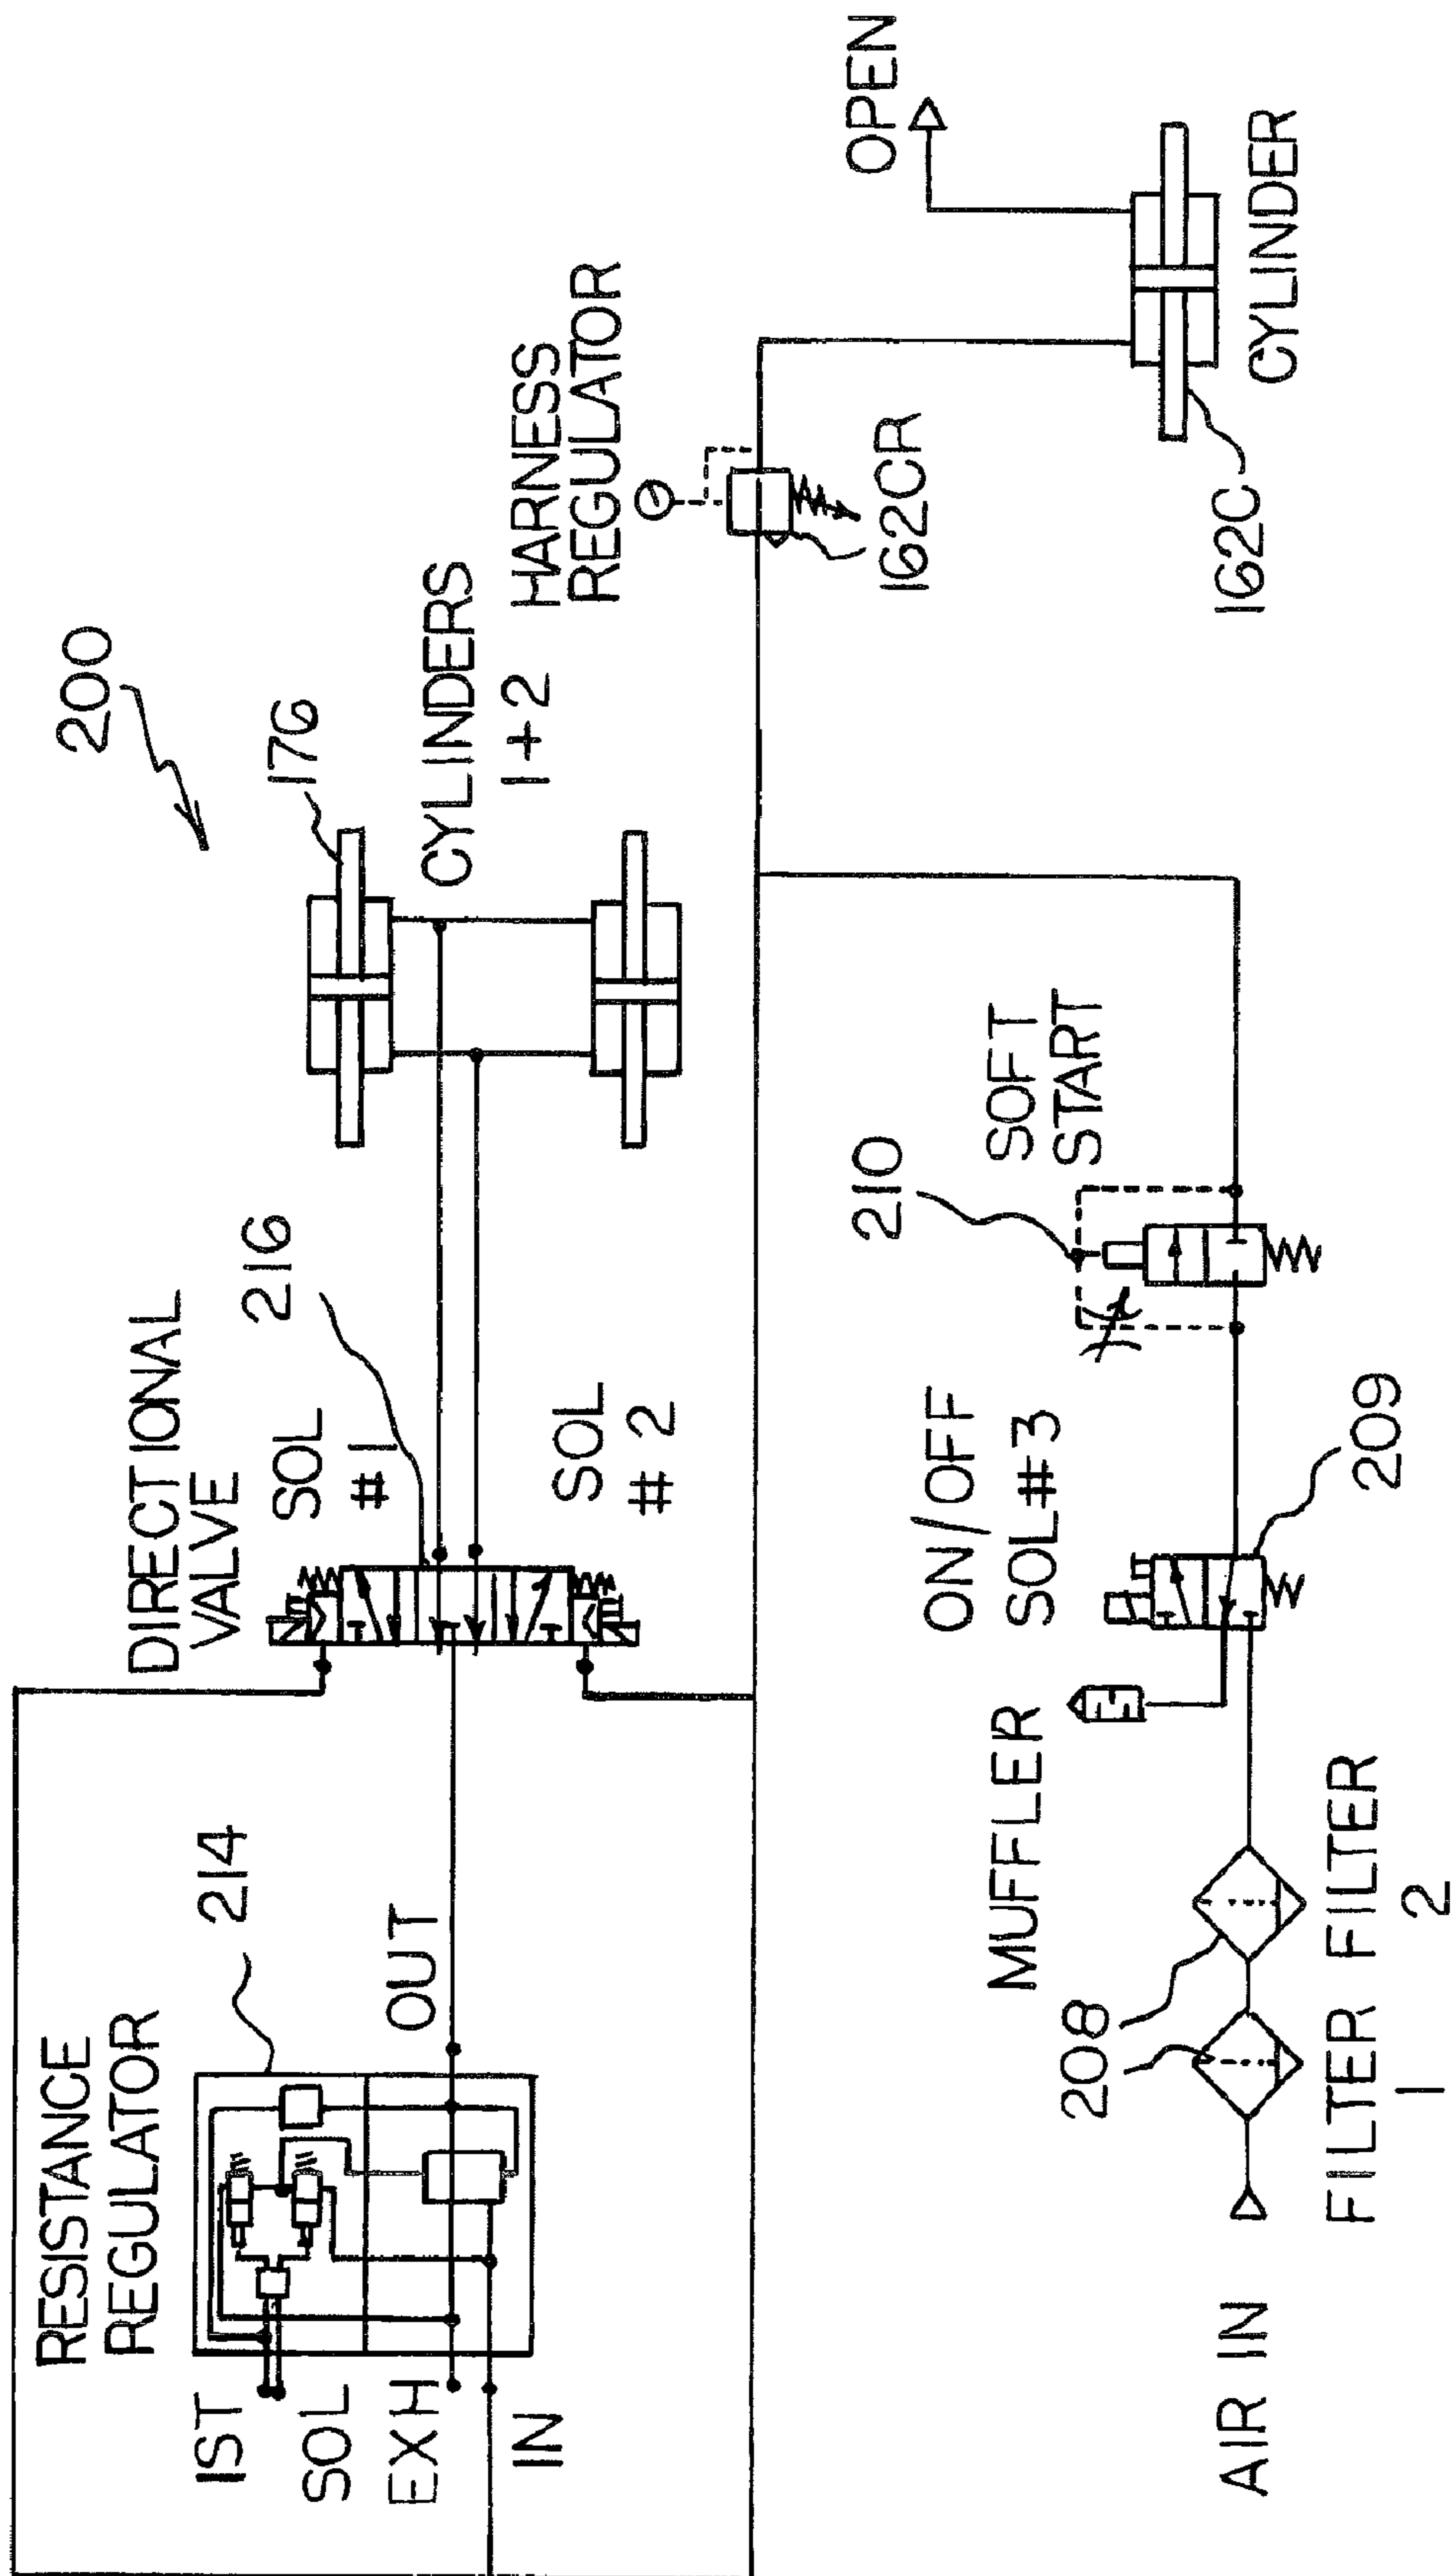 200
RESISTANCE
REGULATOR
214
IST
SOL
EXH
IN
OUT
DIRECTIONAL
VALVE
SOL
#1
216
SOL
#2
176
CYLINDERS
1+2
HARNESS
REGULATOR
162CR
OPEN
CYLINDER
162C
AIR IN
208
FILTER
1
FILTER
2
MUFFLER
ON/OFF
SOL#3
209
210
SOFT
START